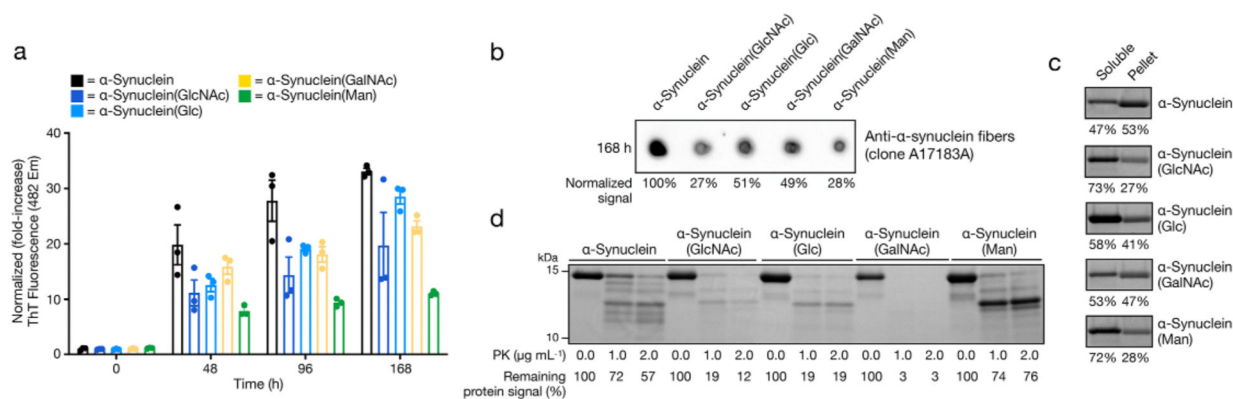 a
= α-Synuclein
= α-Synuclein(GalNAc)
= α-Synuclein(GlcNAc)
= α-Synuclein(Man)
= α-Synuclein(Glc)
Normalized (fold-increase)
ThT Fluorescence (482 Em)
40
30
20
10
0
0 48 96 168
Time (h)
b
α-Synuclein
α-Synuclein(GlcNAc)
α-Synuclein(Glc)
α-Synuclein(GalNAc)
α-Synuclein(Man)
168 h
Anti-α-synuclein fibers
(clone A17183A)
Normalized
signal
100% 27% 51% 49% 28%
c
Soluble
Pellet
α-Synuclein
47% 53%
α-Synuclein
(GlcNAc)
73% 27%
α-Synuclein
(Glc)
58% 41%
α-Synuclein
(GalNAc)
53% 47%
α-Synuclein
(Man)
72% 28%
d
α-Synuclein
α-Synuclein
(GlcNAc)
α-Synuclein
(Glc)
α-Synuclein
(GalNAc)
α-Synuclein
(Man)
kDa
15
10
PK (µg mL⁻¹) 0.0 1.0 2.0 0.0 1.0 2.0 0.0 1.0 2.0 0.0 1.0 2.0 0.0 1.0 2.0
Remaining
protein signal (%)
100 72 57 100 19 12 100 19 19 100 3 3 100 74 76